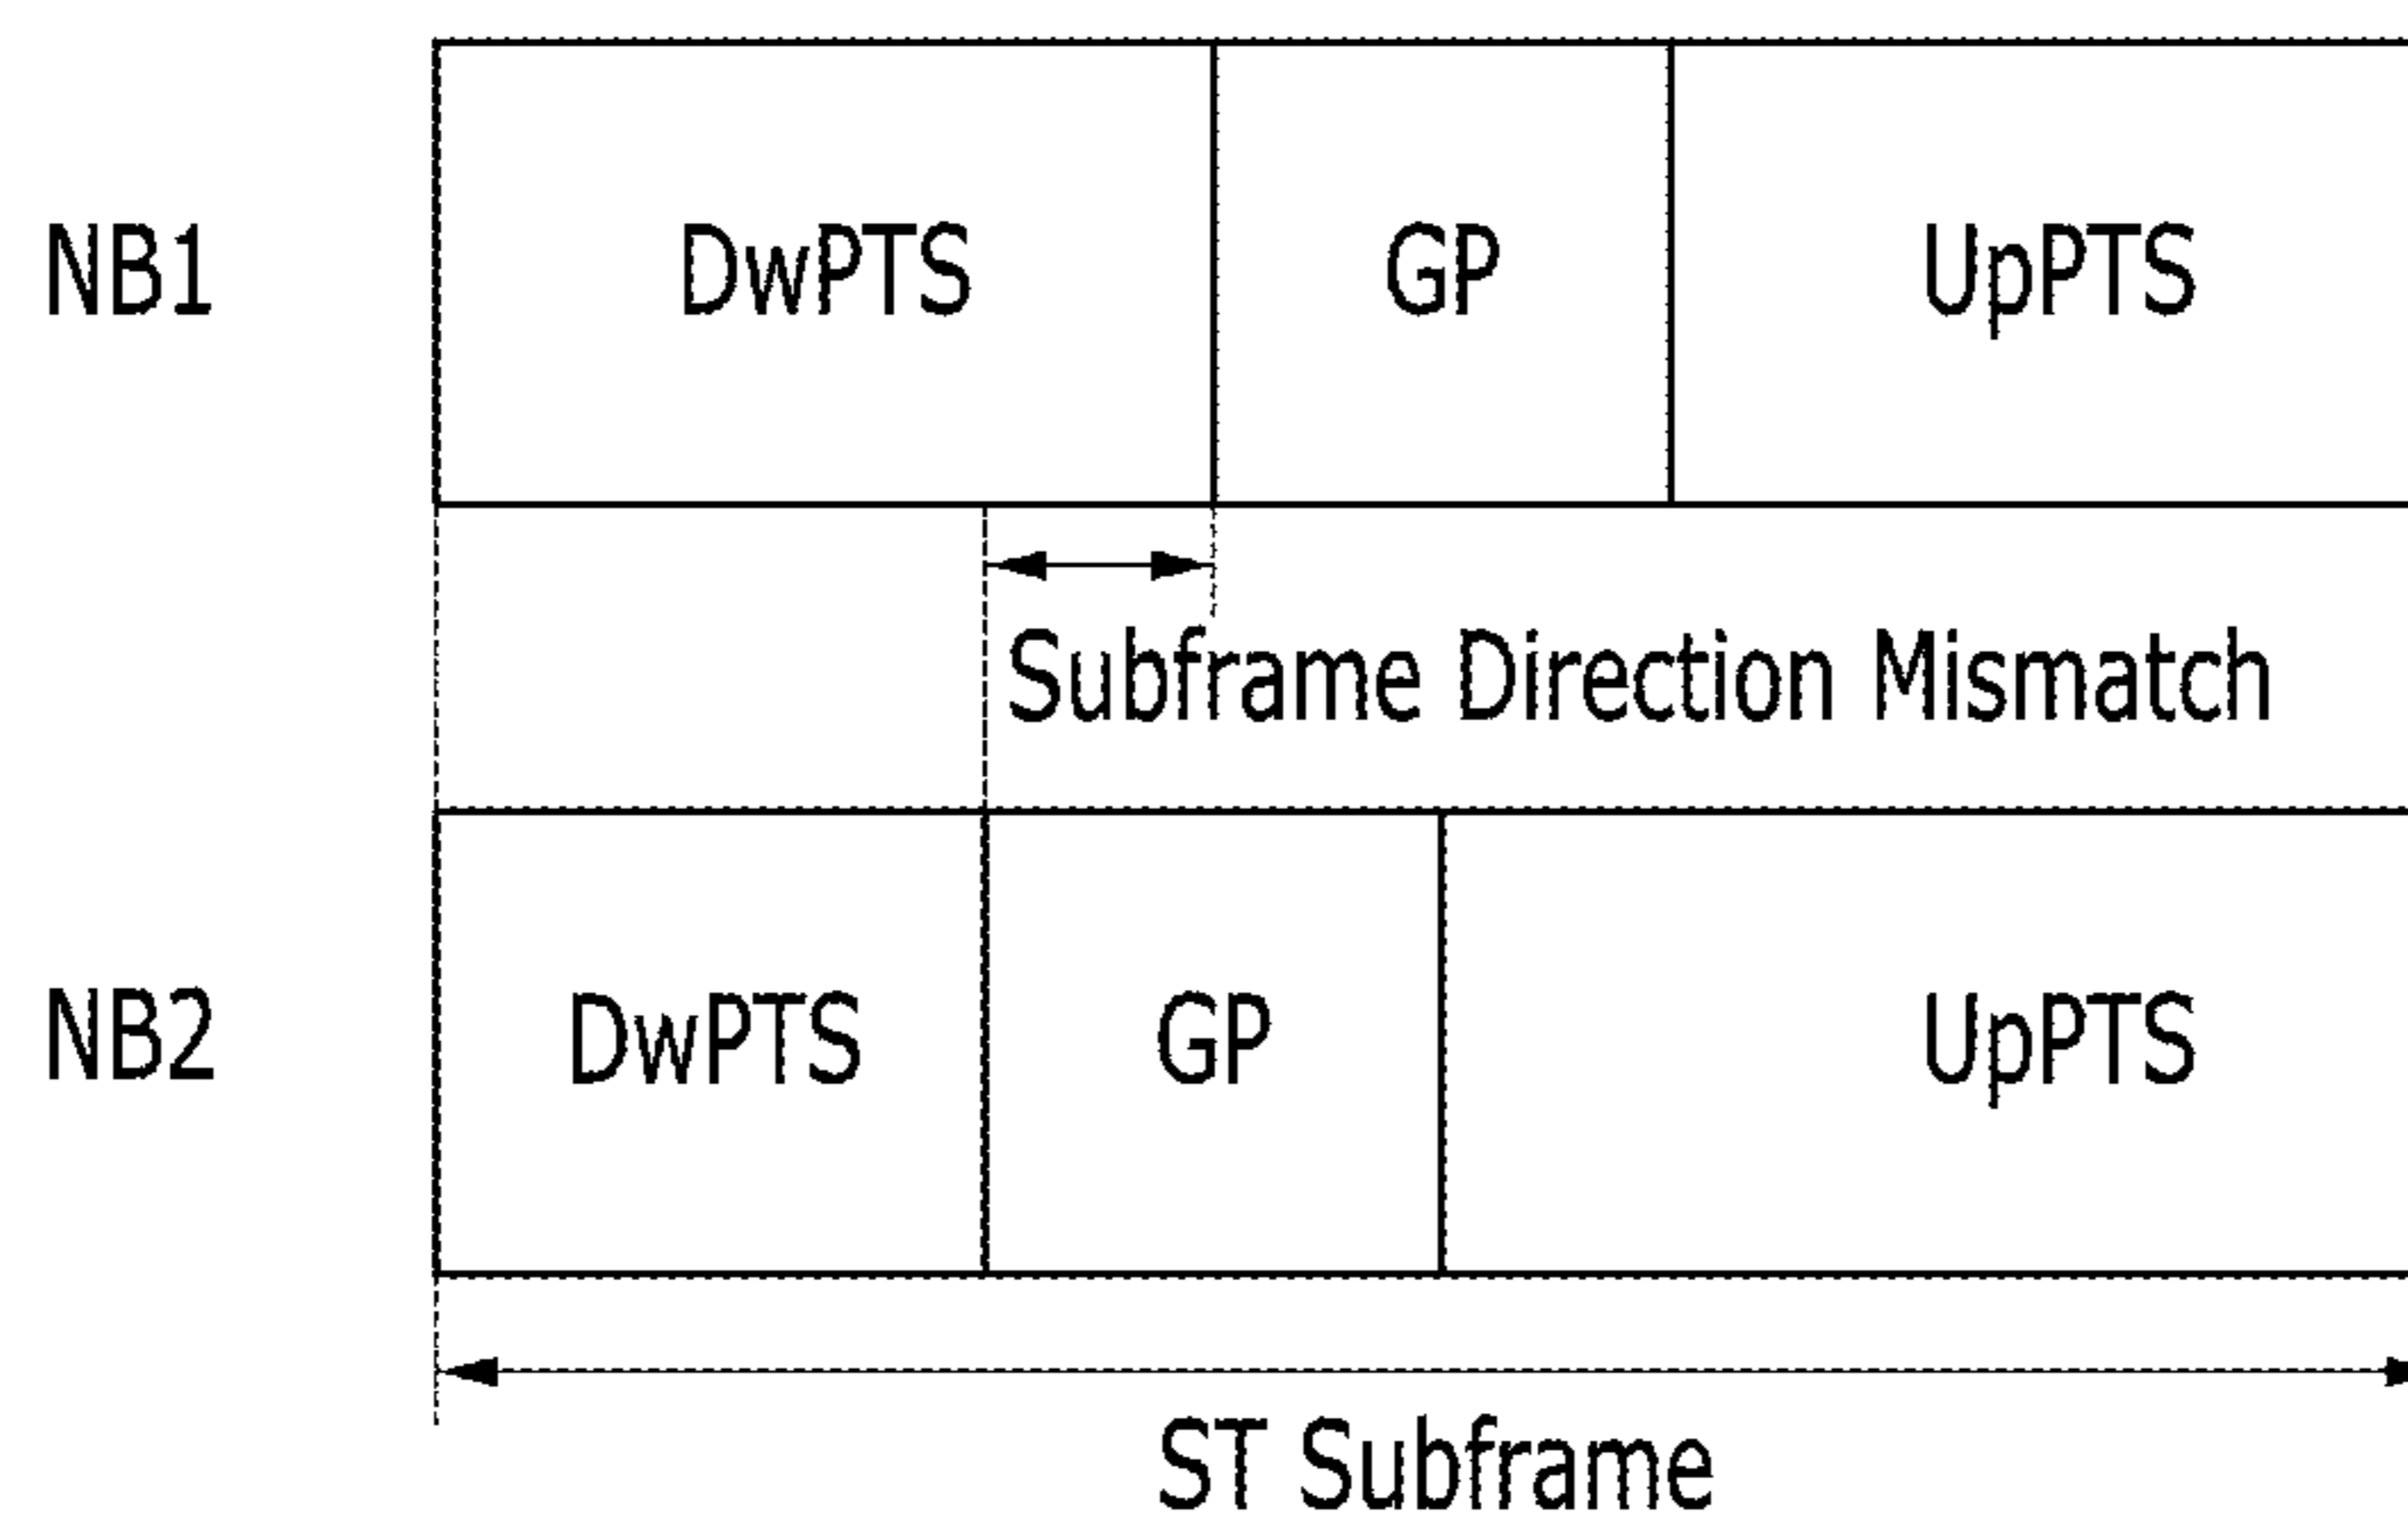 NB1 DwPTS GP UpPTS
Subframe Direction Mismatch
NB2 DwPTS GP UpPTS
ST Subframe